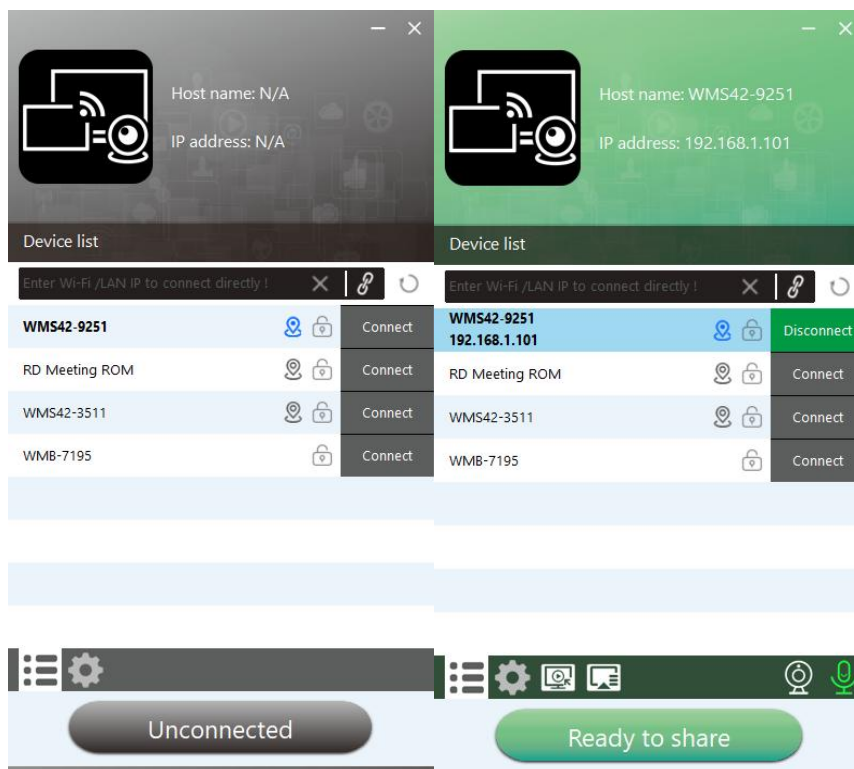 Host name: N/A
IP address: N/A
Device list
Enter Wi-Fi /LAN IP to connect directly !
WMS42-9251 Connect
RD Meeting ROM Connect
WMS42-3511 Connect
WMB-7195 Connect
Unconnected
Host name: WMS42-9251
IP address: 192.168.1.101
Device list
Enter Wi-Fi /LAN IP to connect directly !
WMS42-9251
192.168.1.101 Disconnect
RD Meeting ROM Connect
WMS42-3511 Connect
WMB-7195 Connect
Ready to share